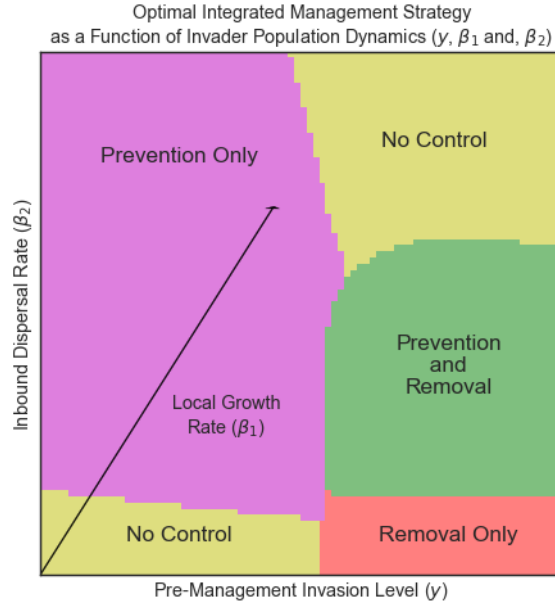 Optimal Integrated Management Strategy
as a Function of Invader Population Dynamics (y, β₁ and, β₂)
Prevention Only
No Control
Inbound Dispersal Rate (β₂)
Prevention
and
Removal
Local Growth
Rate (β₁)
No Control
Removal Only
Pre-Management Invasion Level (y)